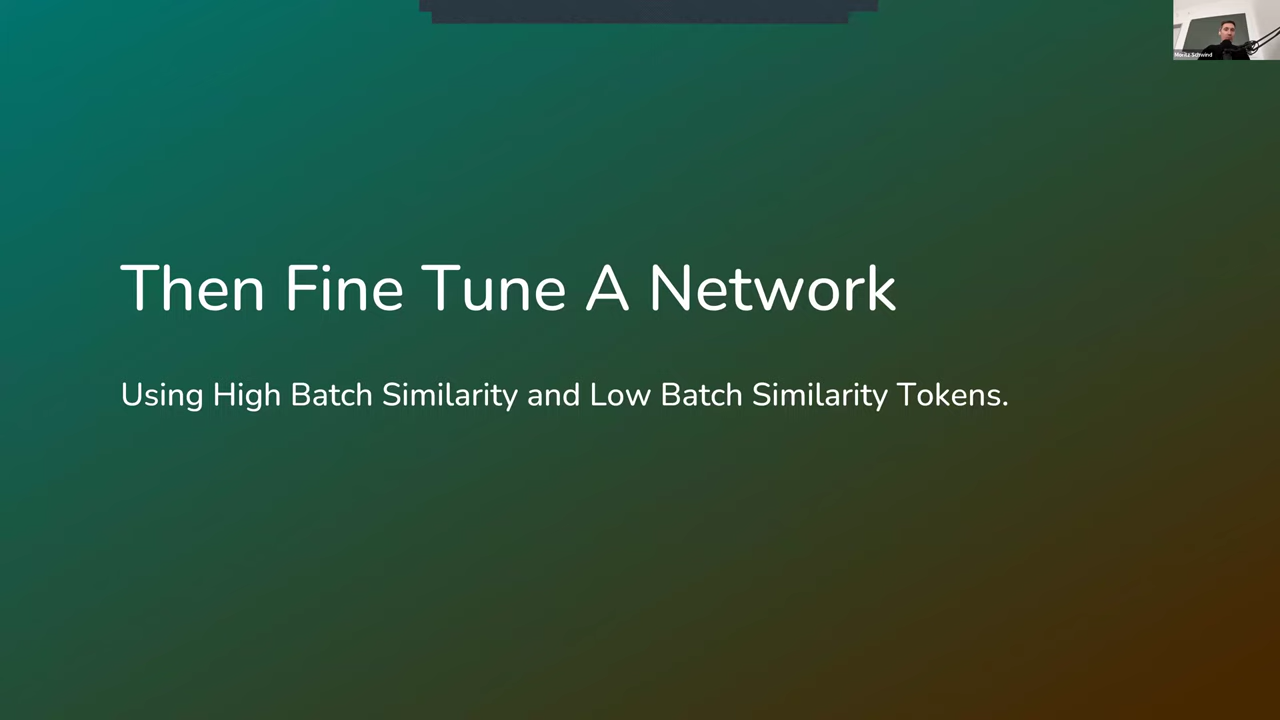 Then Fine Tune A Network
Using High Batch Similarity and Low Batch Similarity Tokens.